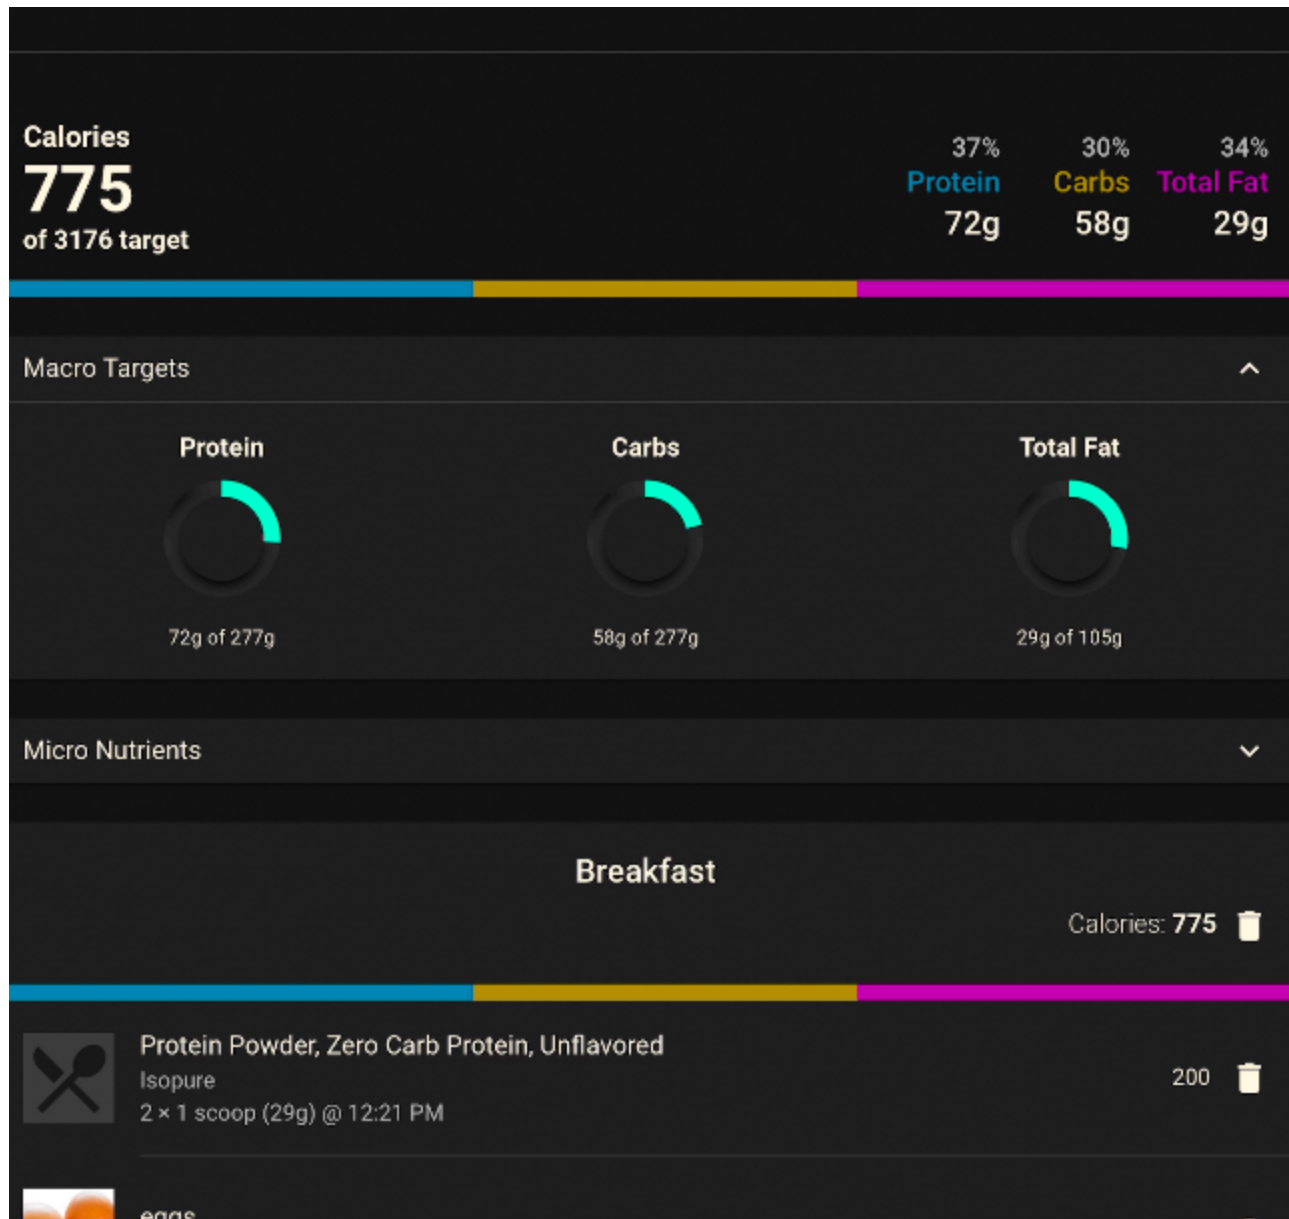 Calories
775
of 3176 target
37% 30% 34%
Protein Carbs Total Fat
72g 58g 29g
Macro Targets
Protein Carbs Total Fat
72g of 277g 58g of 277g 29g of 105g
Micro Nutrients
Breakfast
Calories: 775
Protein Powder, Zero Carb Protein, Unflavored
Isopure
2 × 1 scoop (29g) @ 12:21 PM
200
eggs